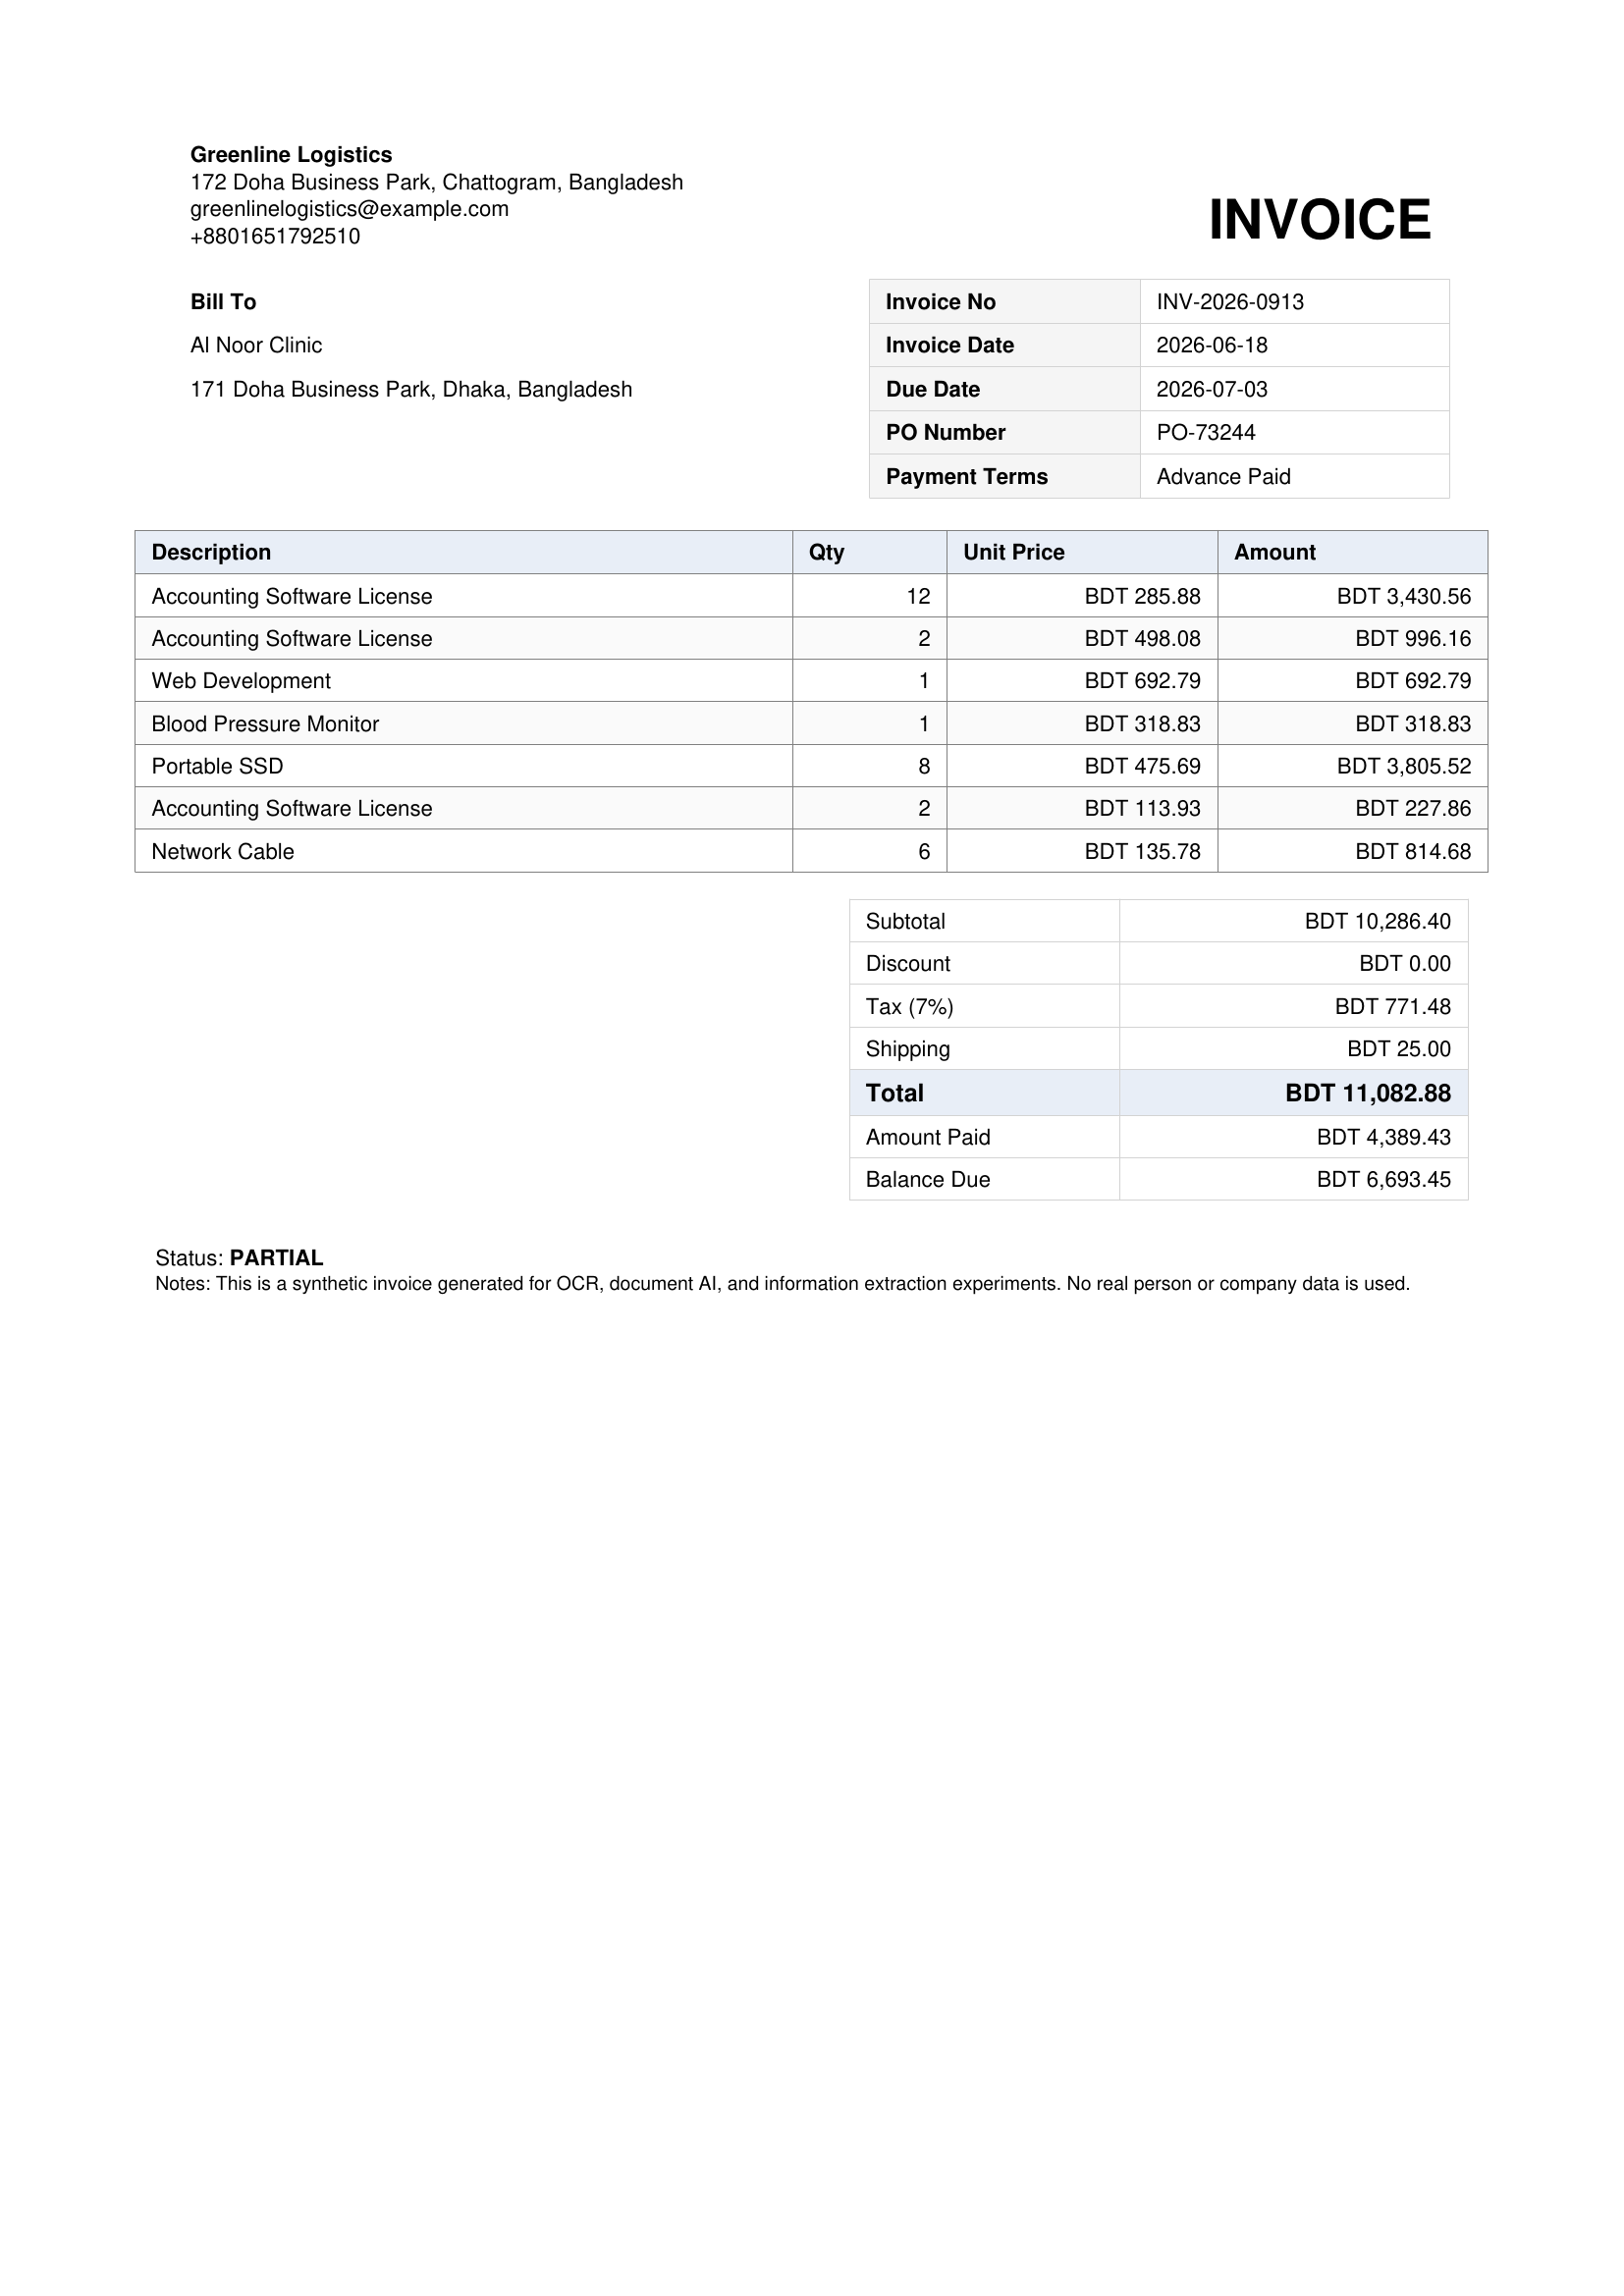 Greenline Logistics
172 Doha Business Park, Chattogram, Bangladesh
greenlinelogistics@example.com
+8801651792510
INVOICE
Bill To
Al Noor Clinic
171 Doha Business Park, Dhaka, Bangladesh
Invoice No INV-2026-0913
Invoice Date 2026-06-18
Due Date 2026-07-03
PO Number PO-73244
Payment Terms Advance Paid
Description Qty Unit Price Amount
Accounting Software License 12 BDT 285.88 BDT 3,430.56
Accounting Software License 2 BDT 498.08 BDT 996.16
Web Development 1 BDT 692.79 BDT 692.79
Blood Pressure Monitor 1 BDT 318.83 BDT 318.83
Portable SSD 8 BDT 475.69 BDT 3,805.52
Accounting Software License 2 BDT 113.93 BDT 227.86
Network Cable 6 BDT 135.78 BDT 814.68
Subtotal BDT 10,286.40
Discount BDT 0.00
Tax (7%) BDT 771.48
Shipping BDT 25.00
Total BDT 11,082.88
Amount Paid BDT 4,389.43
Balance Due BDT 6,693.45
Status: PARTIAL
Notes: This is a synthetic invoice generated for OCR, document AI, and information extraction experiments. No real person or company data is used.